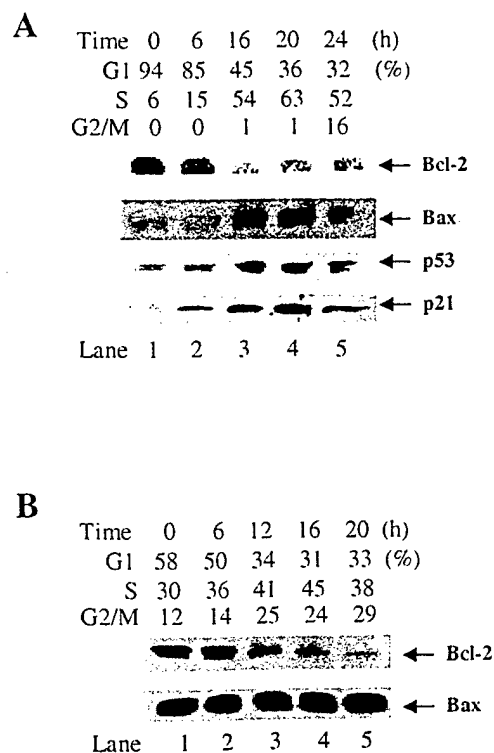 A
Time 0 6 16 20 24 (h)
G1 94 85 45 36 32 (%)
S 6 15 54 63 52
G2/M 0 0 1 1 16
Bcl-2
Bax
p53
p21
Lane 1 2 3 4 5
B
Time 0 6 12 16 20 (h)
G1 58 50 34 31 33 (%)
S 30 36 41 45 38
G2/M 12 14 25 24 29
Bcl-2
Bax
Lane 1 2 3 4 5